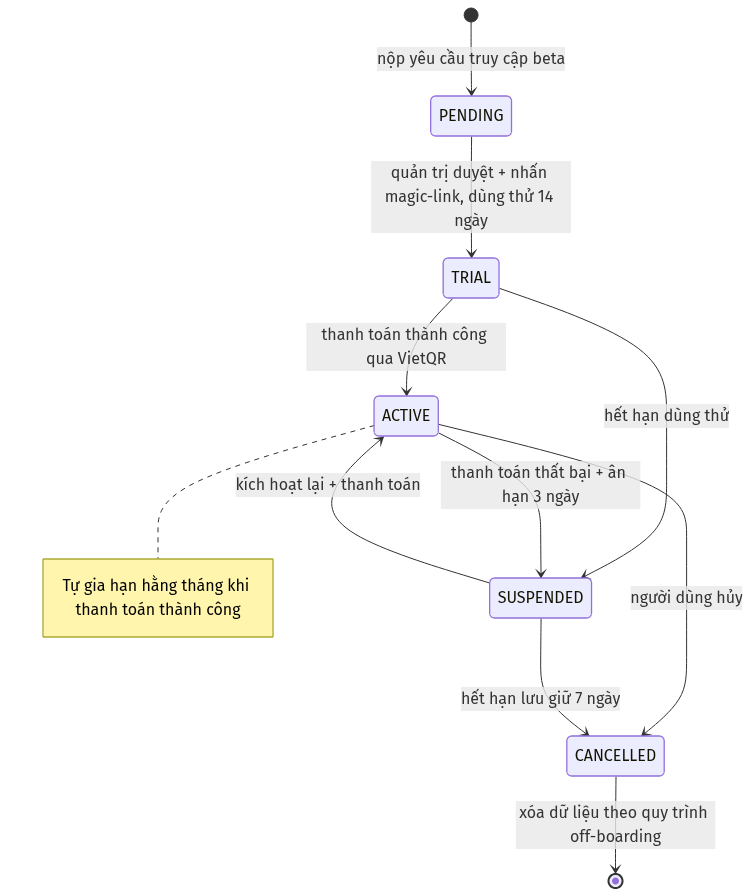 nộp yêu cầu truy cập beta
PENDING
quản trị duyệt + nhấn
magic-link, dùng thử 14
ngày
TRIAL
thanh toán thành công
qua VietQR
hết hạn dùng thử
ACTIVE
kích hoạt lại + thanh toán
thanh toán thất bại + ân
hạn 3 ngày
Tự gia hạn hằng tháng khi
thanh toán thành công
SUSPENDED
người dùng hủy
hết hạn lưu giữ 7 ngày
CANCELLED
xóa dữ liệu theo quy trình
off-boarding